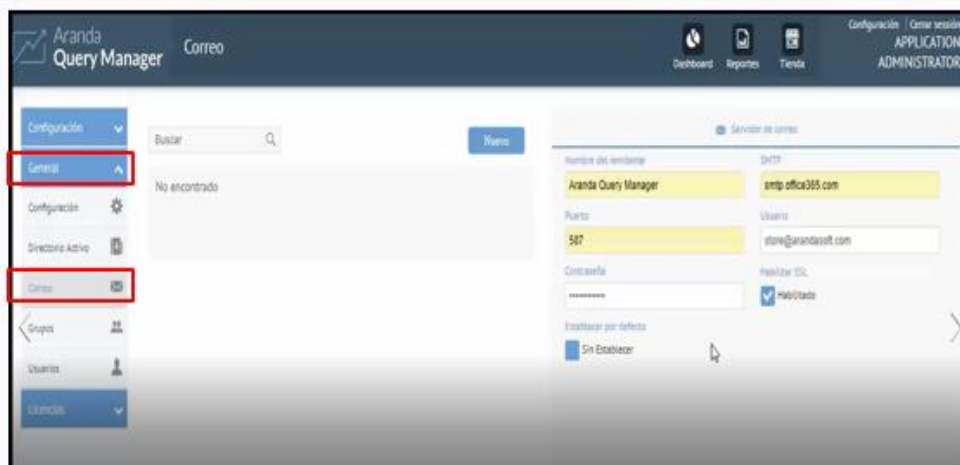 Aranda
Query Manager
Correo
Dashboard
Reportes
Tienda
Configuración | Cerrar sesión
APPLICATION
ADMINISTRATOR
Configuración
General
Configuración
Directorio Activo
Correo
Grupos
Usuarios
Licencias
Buscar
Nuevo
No encontrado
Servidor de correo
Nombre del remitente
SMTP
Aranda Query Manager
smtp.office365.com
Puerto
Usuario
587
store@arandasoft.com
Contraseña
Habilitar SSL
Habilitado
Establecer por defecto
Sin Establecer